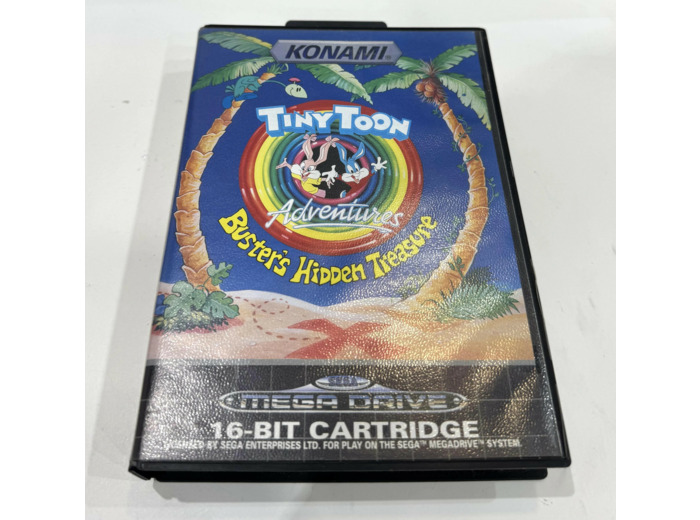 KONAMI
TINY TOON
Adventures
BUSTER'S HIDDEN TREASURE
SEGA
MEGA DRIVE
16-BIT CARTRIDGE
LICENSED BY SEGA ENTERPRISES LTD. FOR PLAY ON THE SEGA™ MEGADRIVE™ SYSTEM.